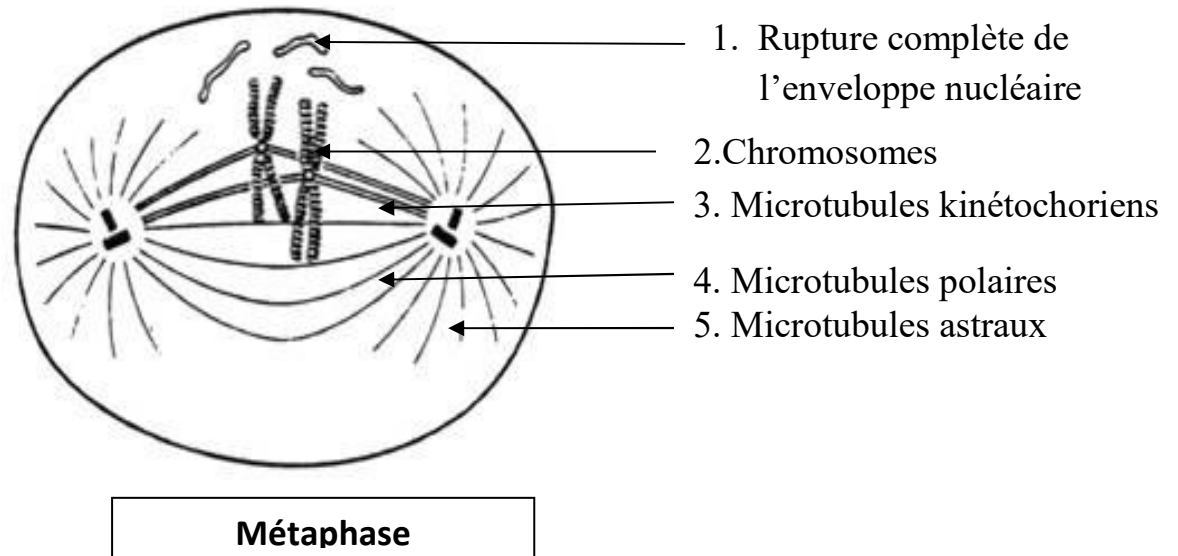 1. Rupture complète de
l’enveloppe nucléaire
2.Chromosomes
3. Microtubules kinétochoriens
4. Microtubules polaires
5. Microtubules astraux
Métaphase